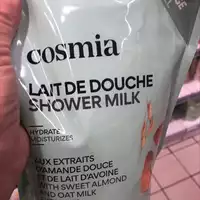 cosmia
LAIT DE DOUCHE
SHOWER MILK
HYDRATE
MOISTURIZES
AUX EXTRAITS
D'AMANDE DOUCE
ET DE LAIT D'AVOINE
WITH SWEET ALMOND
AND OAT MILK